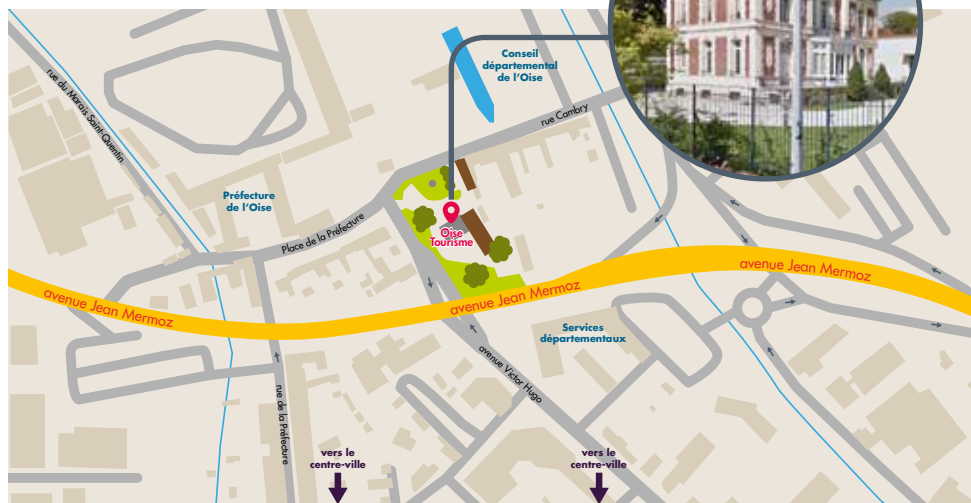 Conseil
départemental
de l'Oise
rue du Marais Saint-Quentin
rue Cambry
Préfecture
de l'Oise
Place de la Préfecture
Oise
Tourisme
avenue Jean Mermoz
avenue Jean Mermoz
avenue Jean Mermoz
Services
départementaux
avenue Victor Hugo
rue de la Préfecture
vers le
centre-ville
vers le
centre-ville